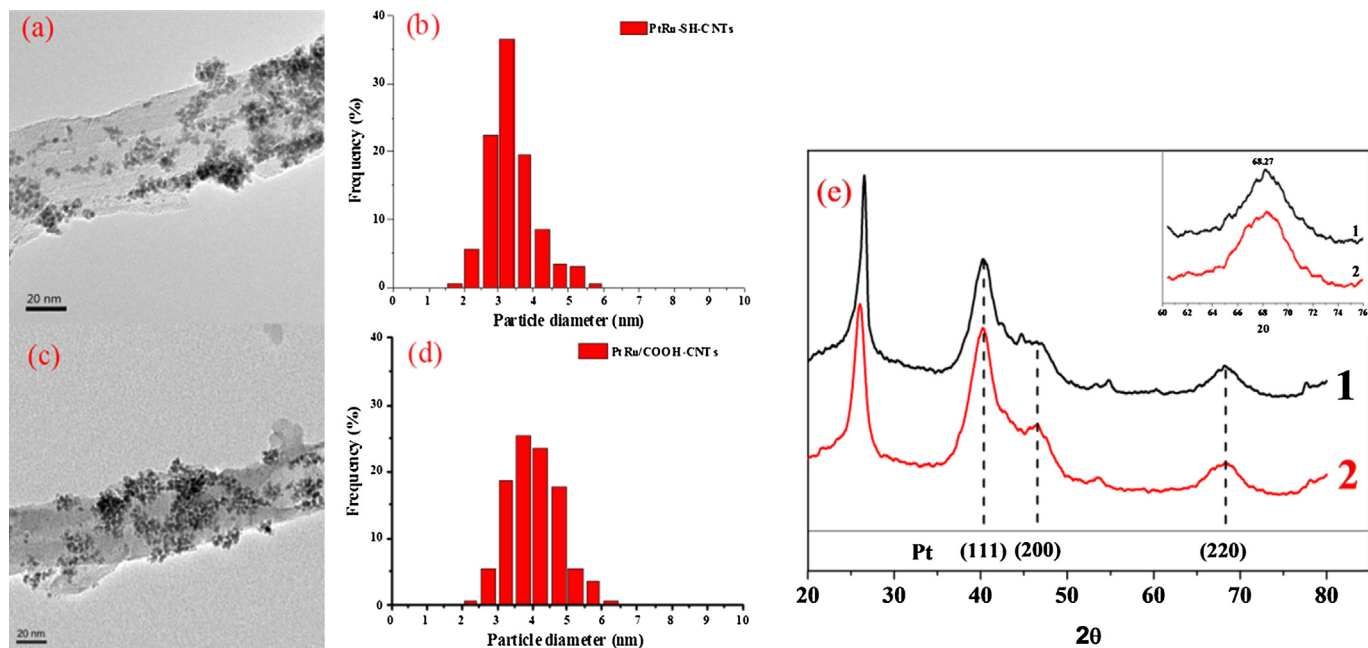 (a)
20 nm
(b)
PtRu-SH-CNTs
40
30
20
10
0
Frequency (%)
0 1 2 3 4 5 6 7 8 9 10
Particle diameter (nm)
(c)
20 nm
(d)
PtRu/COOH-CNTs
40
30
20
10
0
Frequency (%)
0 1 2 3 4 5 6 7 8 9 10
Particle diameter (nm)
(e)
68.27
1
2
60 62 64 66 68 70 72 74 76
20
1
2
Pt (111) (200) (220)
20 30 40 50 60 70 80
2θ